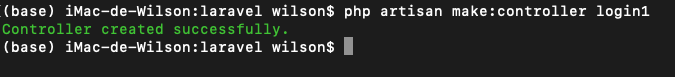 (base) iMac-de-Wilson:laravel wilson$ php artisan make:controller login1
Controller created successfully.
(base) iMac-de-Wilson:laravel wilson$